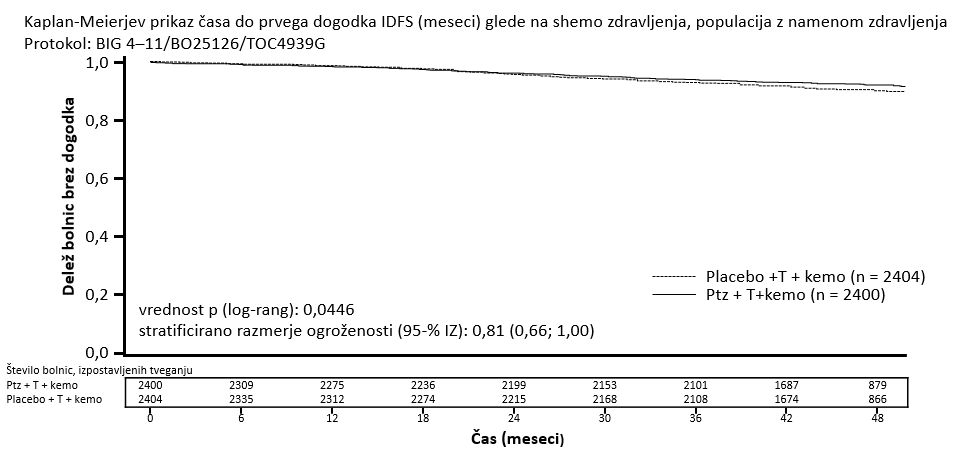 Kaplan-Meierjev prikaz časa do prvega dogodka IDFS (meseci) glede na shemo zdravljenja, populacija z namenom zdravljenja
Protokol: BIG 4–11/BO25126/TOC4939G
1,0
0,8
0,6
0,4
0,2
0,0
Delež bolnic brez dogodka
Placebo +T + kemo (n = 2404)
Ptz + T+kemo (n = 2400)
vrednost p (log-rang): 0,0446
stratificirano razmerje ogroženosti (95-% IZ): 0,81 (0,66; 1,00)
Število bolnic, izpostavljenih tveganju
Ptz + T + kemo 2400 2309 2275 2236 2199 2153 2101 1687 879
Placebo + T + kemo 2404 2335 2312 2274 2215 2168 2108 1674 866
0 6 12 18 24 30 36 42 48
Čas (meseci)